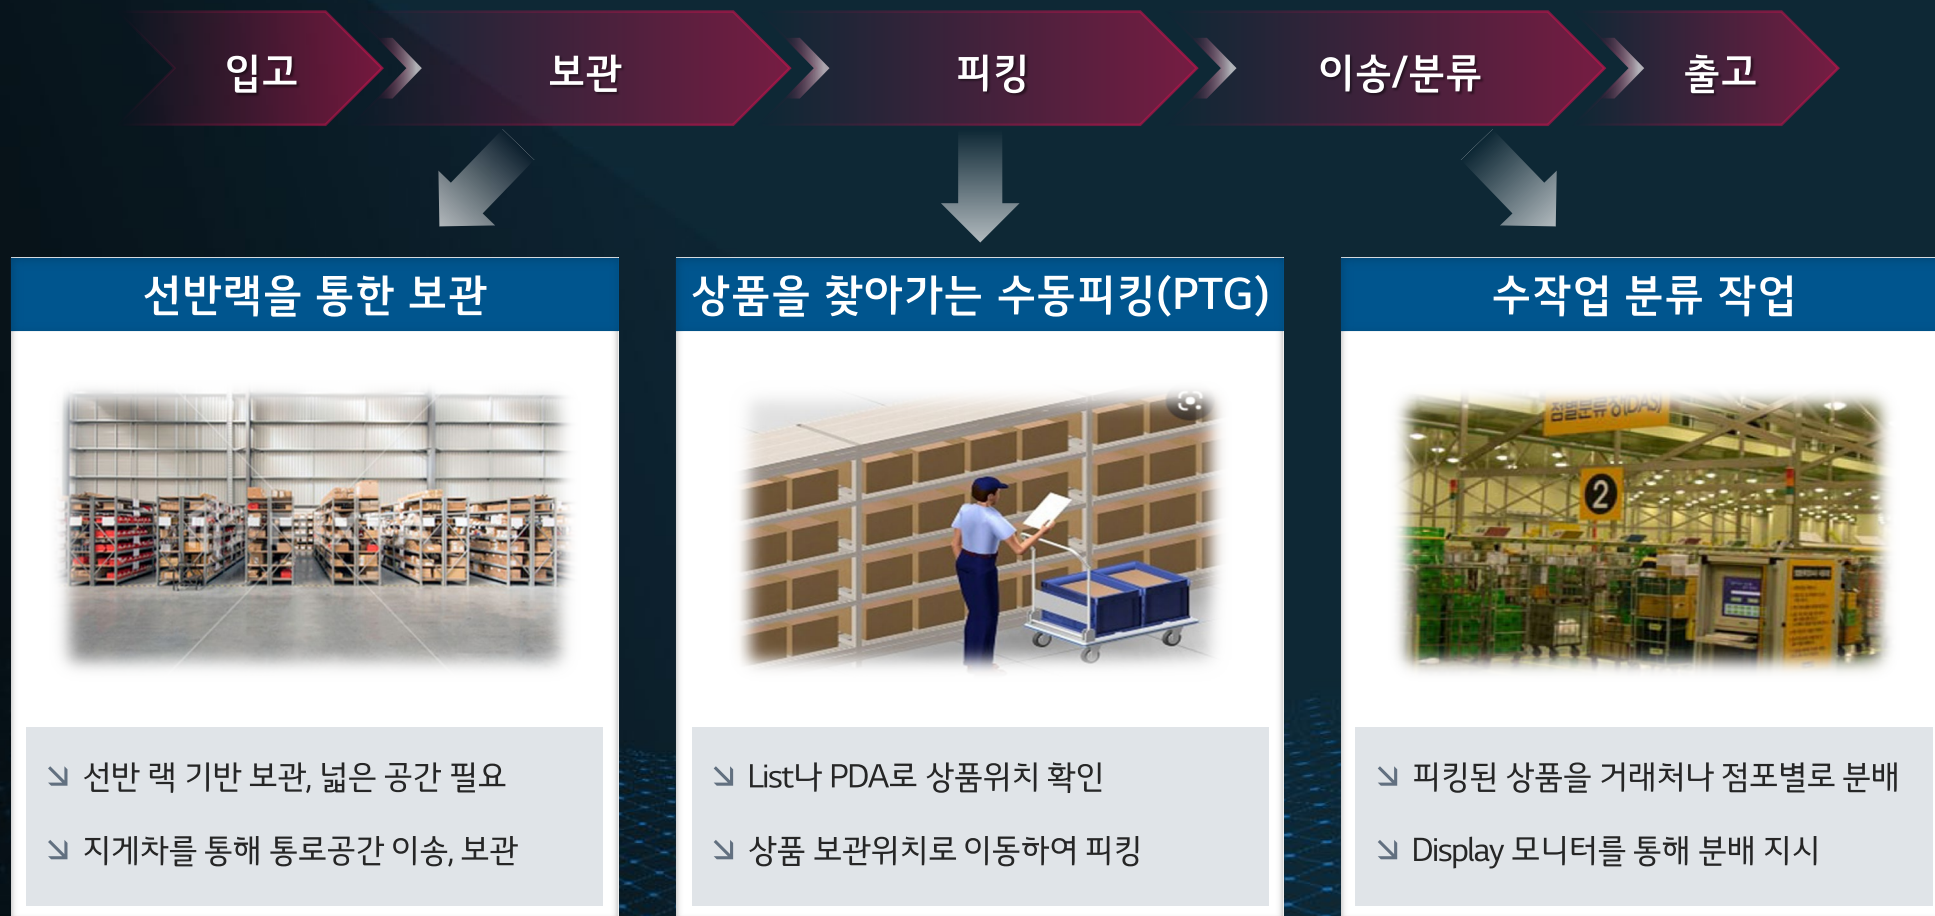 입고
보관
피킹
이송/분류
출고
선반랙을 통한 보관
상품을 찾아가는 수동피킹(PTG)
수작업 분류 작업
점별분류장(DAS)
2
선반 랙 기반 보관, 넓은 공간 필요
지게차를 통해 통로공간 이송, 보관
List나 PDA로 상품위치 확인
상품 보관위치로 이동하여 피킹
피킹된 상품을 거래처나 점포별로 분배
Display 모니터를 통해 분배 지시